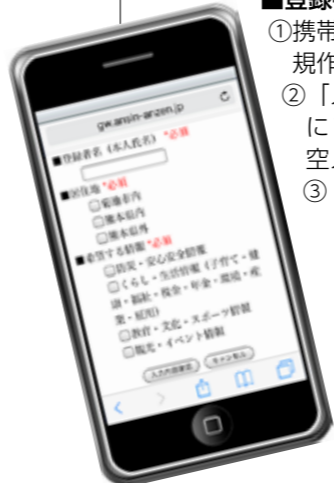 ■登録
①携帯
規作
②「
に
空
③
gw.ansin-anzen.jp
■登録者名（本人氏名）*必須
■居住地 *必須
□菊池市内
□熊本県内
□熊本県外
■希望する情報 *必須
□防災・安心安全情報
□くらし・生活情報（子育て・健
康・福祉・税金・年金・環境・産
業・雇用）
□教育・文化・スポーツ情報
□観光・イベント情報
入力内容確認 キャンセル